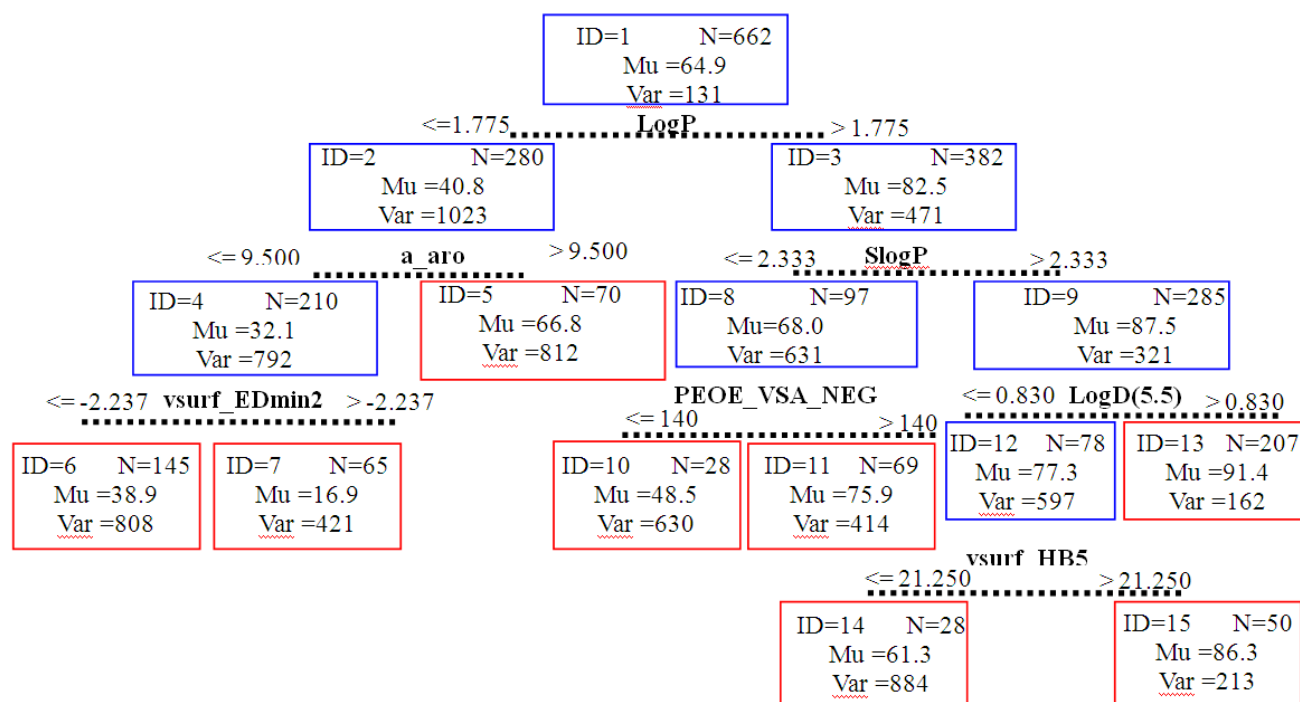 ID=1 N=662
Mu =64.9
Var =131
<=1.775 LogP >1.775
ID=2 N=280
Mu =40.8
Var =1023
ID=3 N=382
Mu =82.5
Var =471
<= 9.500 a_aro >9.500
<= 2.333 SlogP >2.333
ID=4 N=210
Mu =32.1
Var =792
ID=5 N=70
Mu =66.8
Var =812
ID=8 N=97
Mu=68.0
Var =631
ID=9 N=285
Mu =87.5
Var =321
<= -2.237 vsurf_EDmin2 > -2.237
PEOE_VSA_NEG
<= 140 > 140
<= 0.830 LogD(5.5) >0.830
ID=6 N=145
Mu =38.9
Var =808
ID=7 N=65
Mu =16.9
Var =421
ID=10 N=28
Mu =48.5
Var =630
ID=11 N=69
Mu =75.9
Var =414
ID=12 N=78
Mu =77.3
Var =597
ID=13 N=207
Mu =91.4
Var =162
vsurf_HB5
<= 21.250 >21.250
ID=14 N=28
Mu =61.3
Var =884
ID=15 N=50
Mu =86.3
Var =213